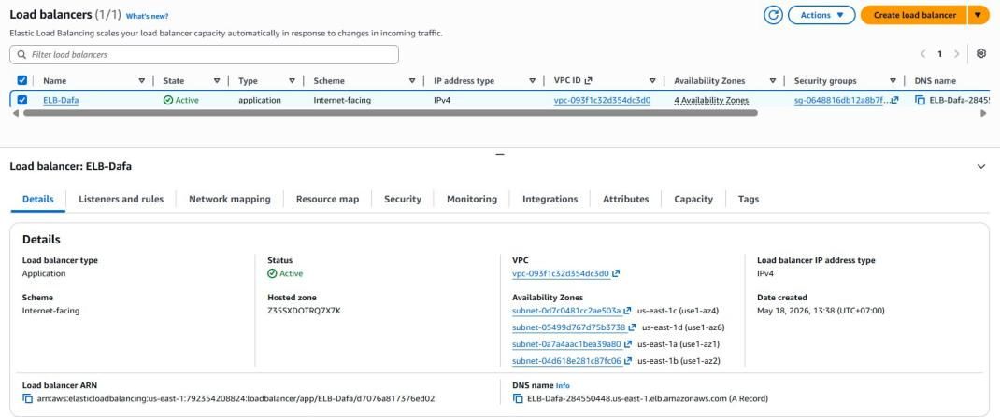 Load balancers (1/1) What's new?
Actions
Create load balancer
Elastic Load Balancing scales your load balancer capacity automatically in response to changes in incoming traffic.
Filter load balancers
1
Name State Type Scheme IP address type VPC ID Availability Zones Security groups DNS name
ELB-Dafa Active application Internet-facing IPv4 vpc-093f1c32d354dc3d0 4 Availability Zones sg-0648816db12a8b7f... ELB-Dafa-2845
Load balancer: ELB-Dafa
Details Listeners and rules Network mapping Resource map Security Monitoring Integrations Attributes Capacity Tags
Details
Load balancer type
Application
Status
Active
VPC
vpc-093f1c32d354dc3d0
Load balancer IP address type
IPv4
Scheme
Internet-facing
Hosted zone
Z35SXDOTRQ7X7K
Availability Zones
subnet-0d7c0481cc2ae503a us-east-1c (use1-az4)
subnet-05499d767d75b3738 us-east-1d (use1-az6)
subnet-0a7a4aac1bea39a80 us-east-1a (use1-az1)
subnet-04d618e281c87fc06 us-east-1b (use1-az2)
Date created
May 18, 2026, 13:38 (UTC+07:00)
Load balancer ARN
arn:aws:elasticloadbalancing:us-east-1:792354208824:loadbalancer/app/ELB-Dafa/d7076a817376ed02
DNS name Info
ELB-Dafa-284550448.us-east-1.elb.amazonaws.com (A Record)